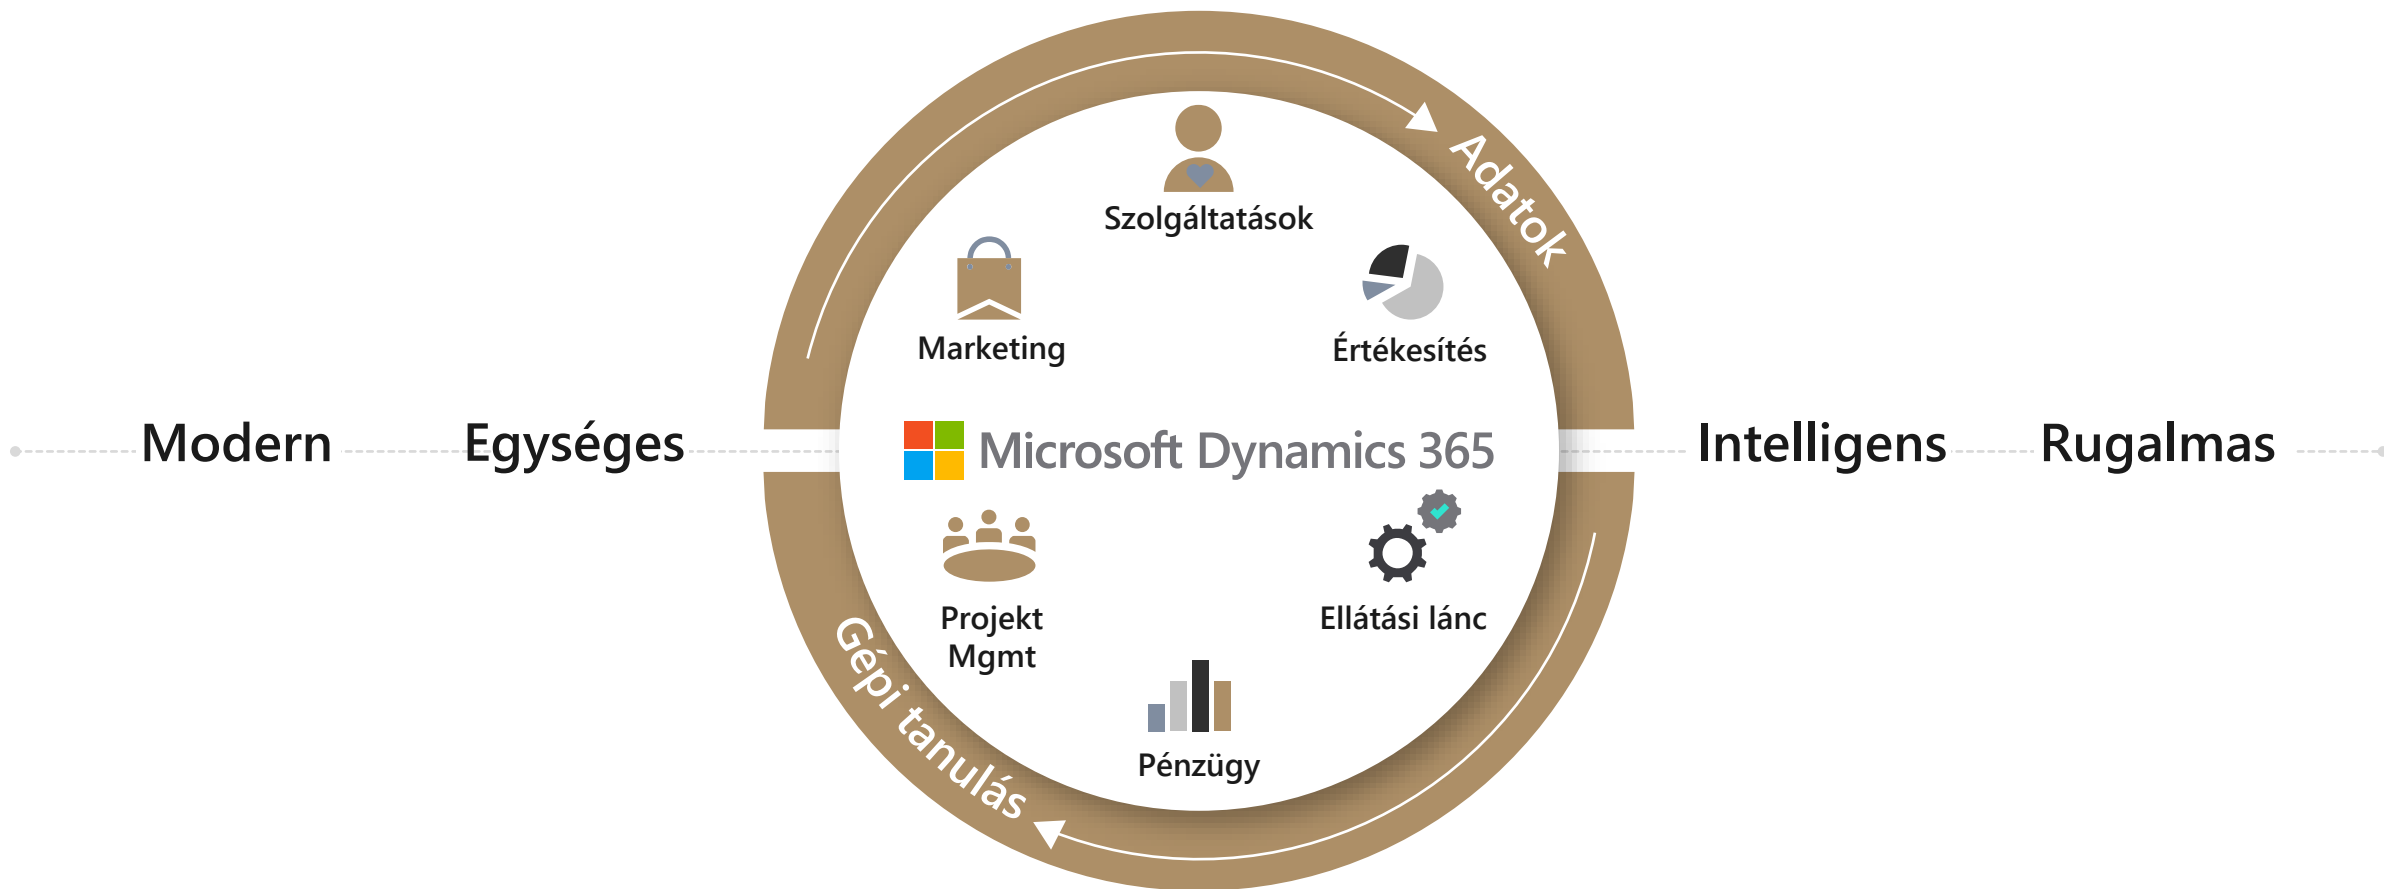 Adatok
Szolgáltatások
Marketing
Értékesítés
Modern
Egységes
Microsoft Dynamics 365
Intelligens
Rugalmas
Projekt
Mgmt
Ellátási lánc
Pénzügy
Gépi tanulás